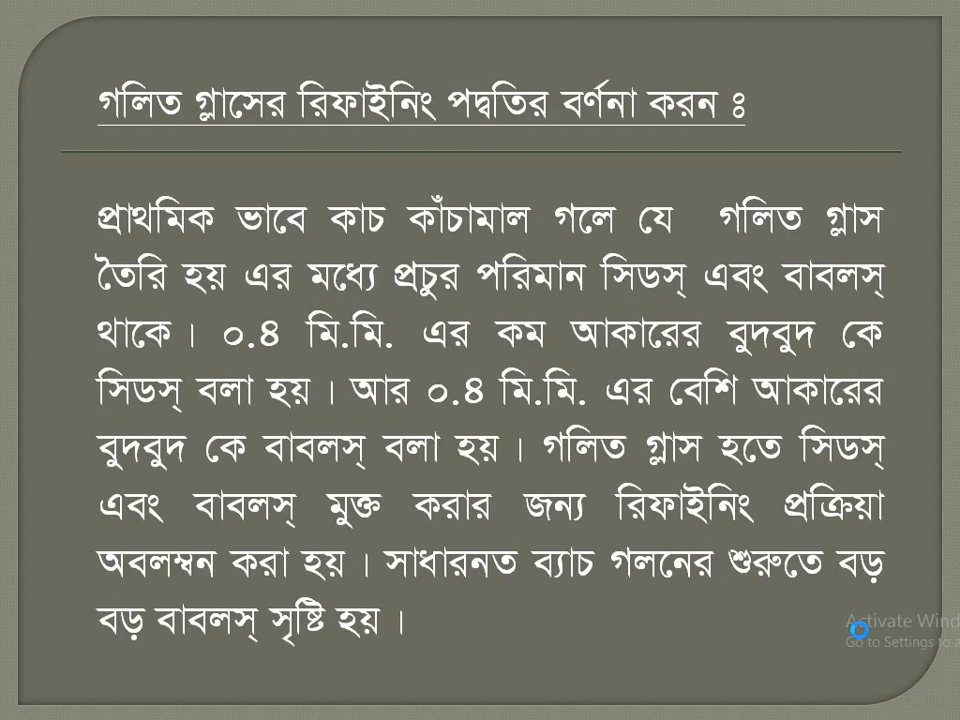 গলিত গ্লাসের রিফাইনিং পদ্বতির বর্ণনা করন ঃ
প্রাথমিক ভাবে কাচ কাঁচামাল গলে যে গলিত গ্লাস
তৈরি হয় এর মধ্যে প্রচুর পরিমান সিডস্ এবং বাবলস্
থাকে । ০.৪ মি.মি. এর কম আকারের বুদবুদ কে
সিডস্ বলা হয় । আর ০.৪ মি.মি. এর বেশি আকারের
বুদবুদ কে বাবলস্ বলা হয় । গলিত গ্লাস হতে সিডস্
এবং বাবলস্ মুক্ত করার জন্য রিফাইনিং প্রক্রিয়া
অবলম্বন করা হয় । সাধারনত ব্যাচ গলনের শুরুতে বড়
বড় বাবলস্ সৃষ্টি হয় ।
Activate Wind
Go to Settings to a